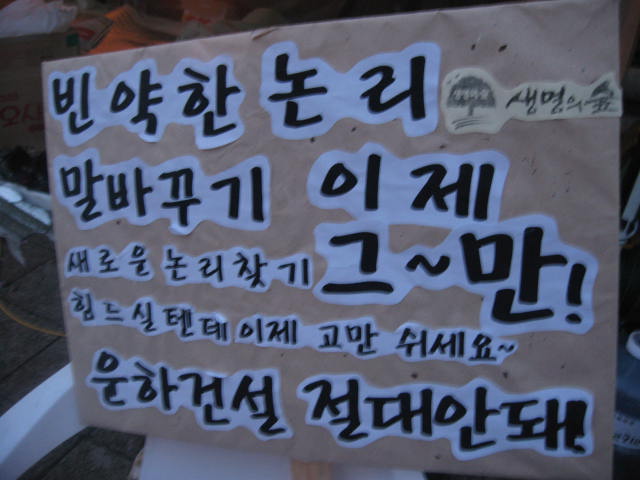 빈약한 논리
생명의숲
말바꾸기 이제
그~만!
새로운 논리찾기
힘드실텐데 이제 고만 쉬세요~
운하건설 절대안돼!